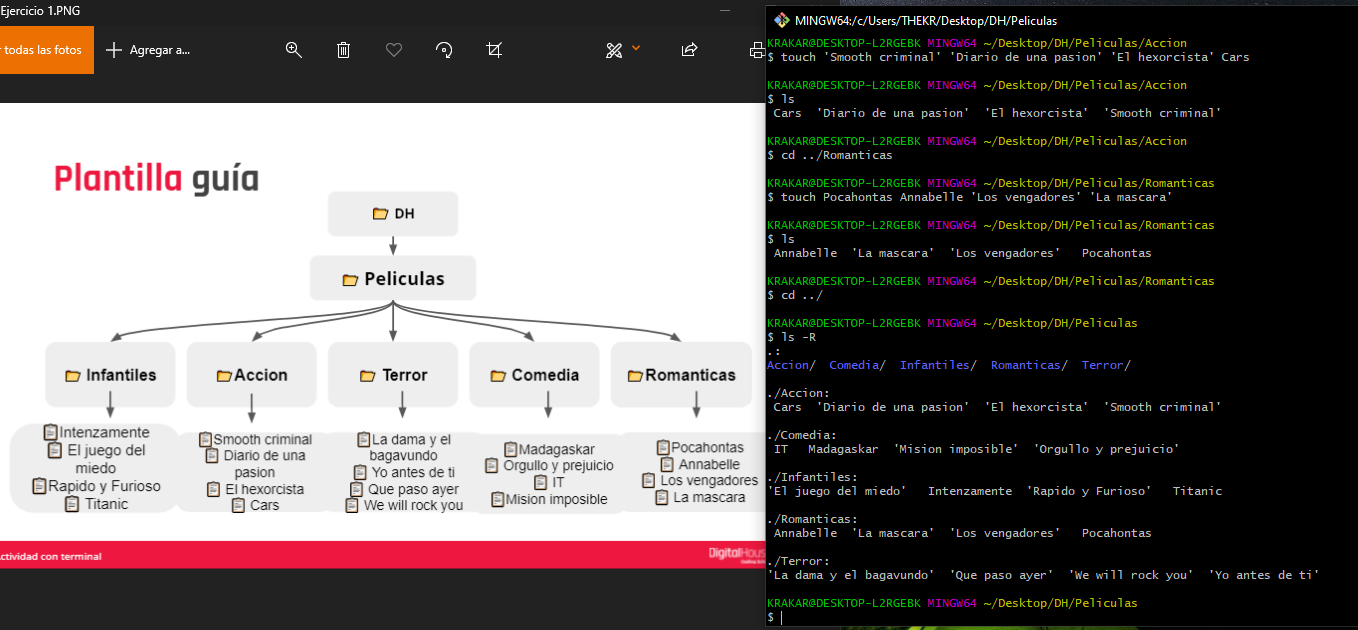 Ejercicio 1.PNG
todas las fotos
Agregar a...
Plantilla guía
DH
Peliculas
Infantiles
Accion
Terror
Comedia
Romanticas
Intenzamente
El juego del
miedo
Rapido y Furioso
Titanic
Smooth criminal
Diario de una
pasion
El hexorcista
Cars
La dama y el
bagavundo
Yo antes de ti
Que paso ayer
We will rock you
Madagaskar
Orgullo y prejuicio
IT
Mision imposible
Pocahontas
Annabelle
Los vengadores
La mascara
ctividad con terminal
DigitalHous
MINGW64:/c/Users/THEKR/Desktop/DH/Peliculas
KRAKAR@DESKTOP-L2RGEBK MINGW64 ~/Desktop/DH/Peliculas/Accion
$ touch 'Smooth criminal' 'Diario de una pasion' 'El hexorcista' Cars
KRAKAR@DESKTOP-L2RGEBK MINGW64 ~/Desktop/DH/Peliculas/Accion
$ ls
Cars 'Diario de una pasion' 'El hexorcista' 'Smooth criminal'
KRAKAR@DESKTOP-L2RGEBK MINGW64 ~/Desktop/DH/Peliculas/Accion
$ cd ../Romanticas
KRAKAR@DESKTOP-L2RGEBK MINGW64 ~/Desktop/DH/Peliculas/Romanticas
$ touch Pocahontas Annabelle 'Los vengadores' 'La mascara'
KRAKAR@DESKTOP-L2RGEBK MINGW64 ~/Desktop/DH/Peliculas/Romanticas
$ ls
Annabelle 'La mascara' 'Los vengadores' Pocahontas
KRAKAR@DESKTOP-L2RGEBK MINGW64 ~/Desktop/DH/Peliculas/Romanticas
$ cd ../
KRAKAR@DESKTOP-L2RGEBK MINGW64 ~/Desktop/DH/Peliculas
$ ls -R
.:
Accion/ Comedia/ Infantiles/ Romanticas/ Terror/
./Accion:
Cars 'Diario de una pasion' 'El hexorcista' 'Smooth criminal'
./Comedia:
IT Madagaskar 'Mision imposible' 'Orgullo y prejuicio'
./Infantiles:
'El juego del miedo' Intenzamente 'Rapido y Furioso' Titanic
./Romanticas:
Annabelle 'La mascara' 'Los vengadores' Pocahontas
./Terror:
'La dama y el bagavundo' 'Que paso ayer' 'We will rock you' 'Yo antes de ti'
KRAKAR@DESKTOP-L2RGEBK MINGW64 ~/Desktop/DH/Peliculas
$